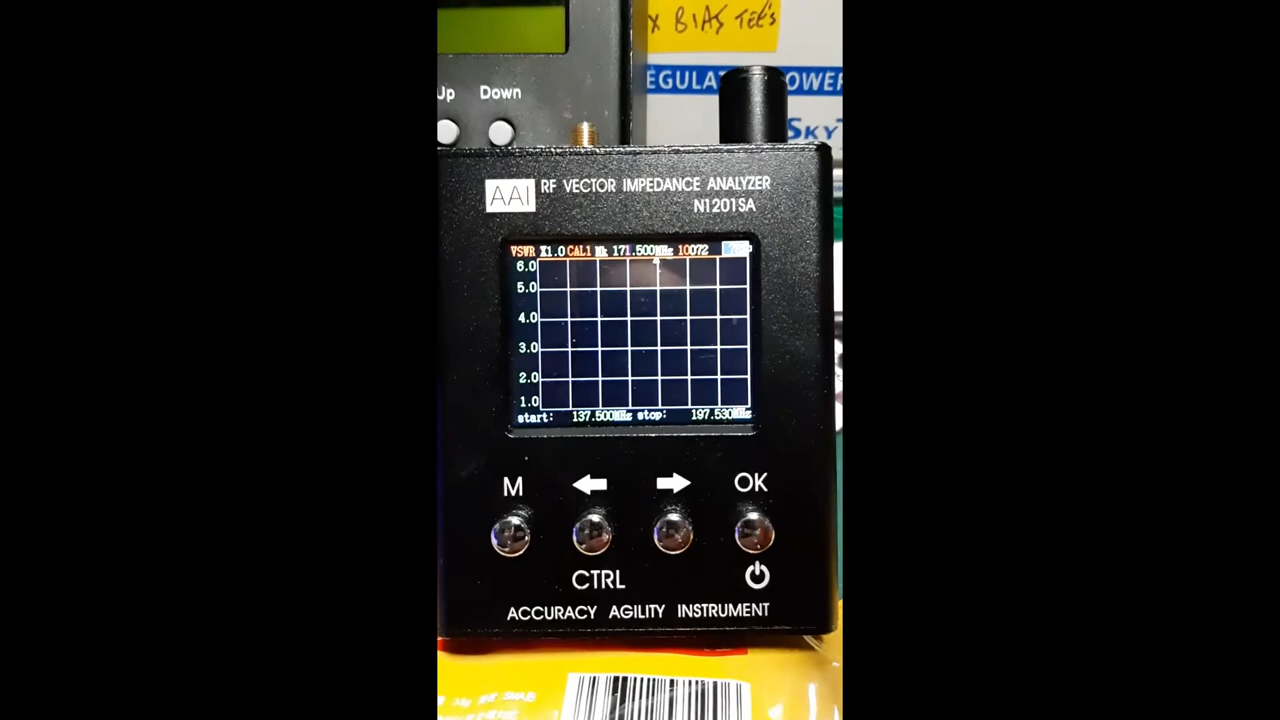 x BIAS TEE's
Up Down
REGULAT POWER
SKY
AAI RF VECTOR IMPEDANCE ANALYZER
N1201SA
VSWR X1.0 CAL1 Mk 171.500MHz 10072
6.0
5.0
4.0
3.0
2.0
1.0
start: 137.500MHz stop: 197.530MHz
M OK
CTRL
ACCURACY AGILITY INSTRUMENT